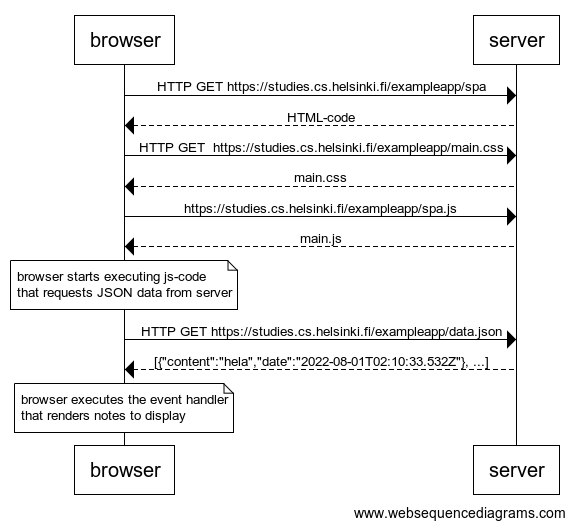 browser
server
HTTP GET https://studies.cs.helsinki.fi/exampleapp/spa
HTML-code
HTTP GET  https://studies.cs.helsinki.fi/exampleapp/main.css
main.css
https://studies.cs.helsinki.fi/exampleapp/spa.js
main.js
browser starts executing js-code
that requests JSON data from server
HTTP GET https://studies.cs.helsinki.fi/exampleapp/data.json
[{"content":"hela","date":"2022-08-01T02:10:33.532Z"}, ...]
browser executes the event handler
that renders notes to display
browser
server
www.websequencediagrams.com